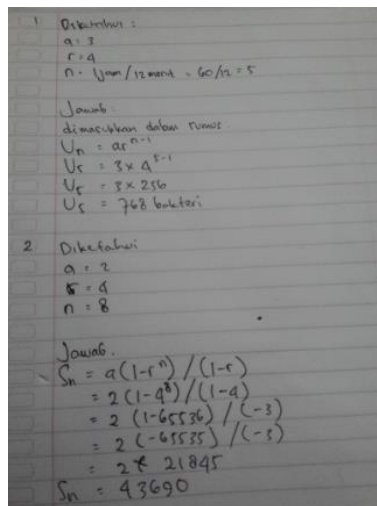 1 Diketahui :
a = 3
r = 4
n = 1jam / 12 menit = 60/12 = 5
Jawab
dimasukkan dalam rumus
Un = ar^n-1
U5 = 3 x 4^5-1
U5 = 3 x 256
U5 = 768 bakteri
2 Diketahui
a = 2
r = 4
n = 8
Jawab.
Sn = a(1-r^n) / (1-r)
= 2 (1-4^8) / (1-4)
= 2 (1-65536) / (-3)
= 2 (-65535) / (-3)
= 2 x 21845
Sn = 43690